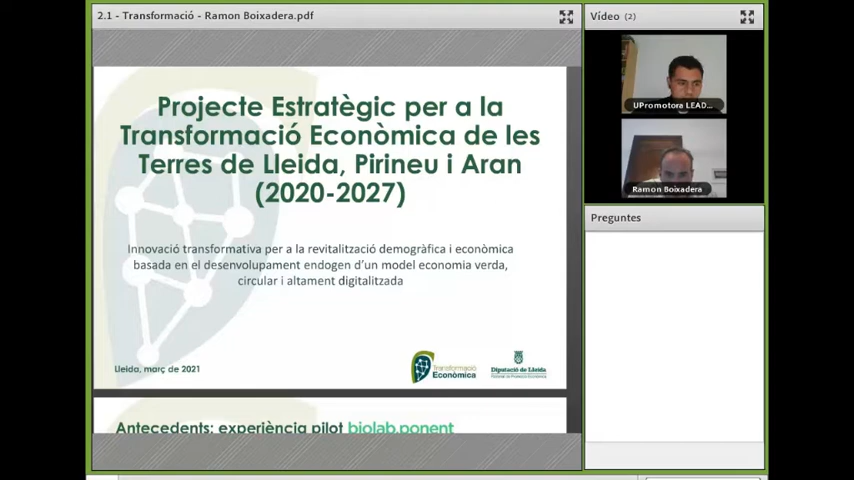 2.1 - Transformació - Ramon Boixadera.pdf
Projecte Estratègic per a la
Transformació Econòmica de les
Terres de Lleida, Pirineu i Aran
(2020-2027)
Innovació transformativa per a la revitalització demogràfica i econòmica
basada en el desenvolupament endogen d'un model economia verda,
circular i altament digitalitzada
Lleida, març de 2021
Transformació
Econòmica
Diputació de Lleida
Antecedents: experiència pilot biolab.ponent
Vídeo (2)
UPromotora LEAD...
Ramon Boixadera
Preguntes